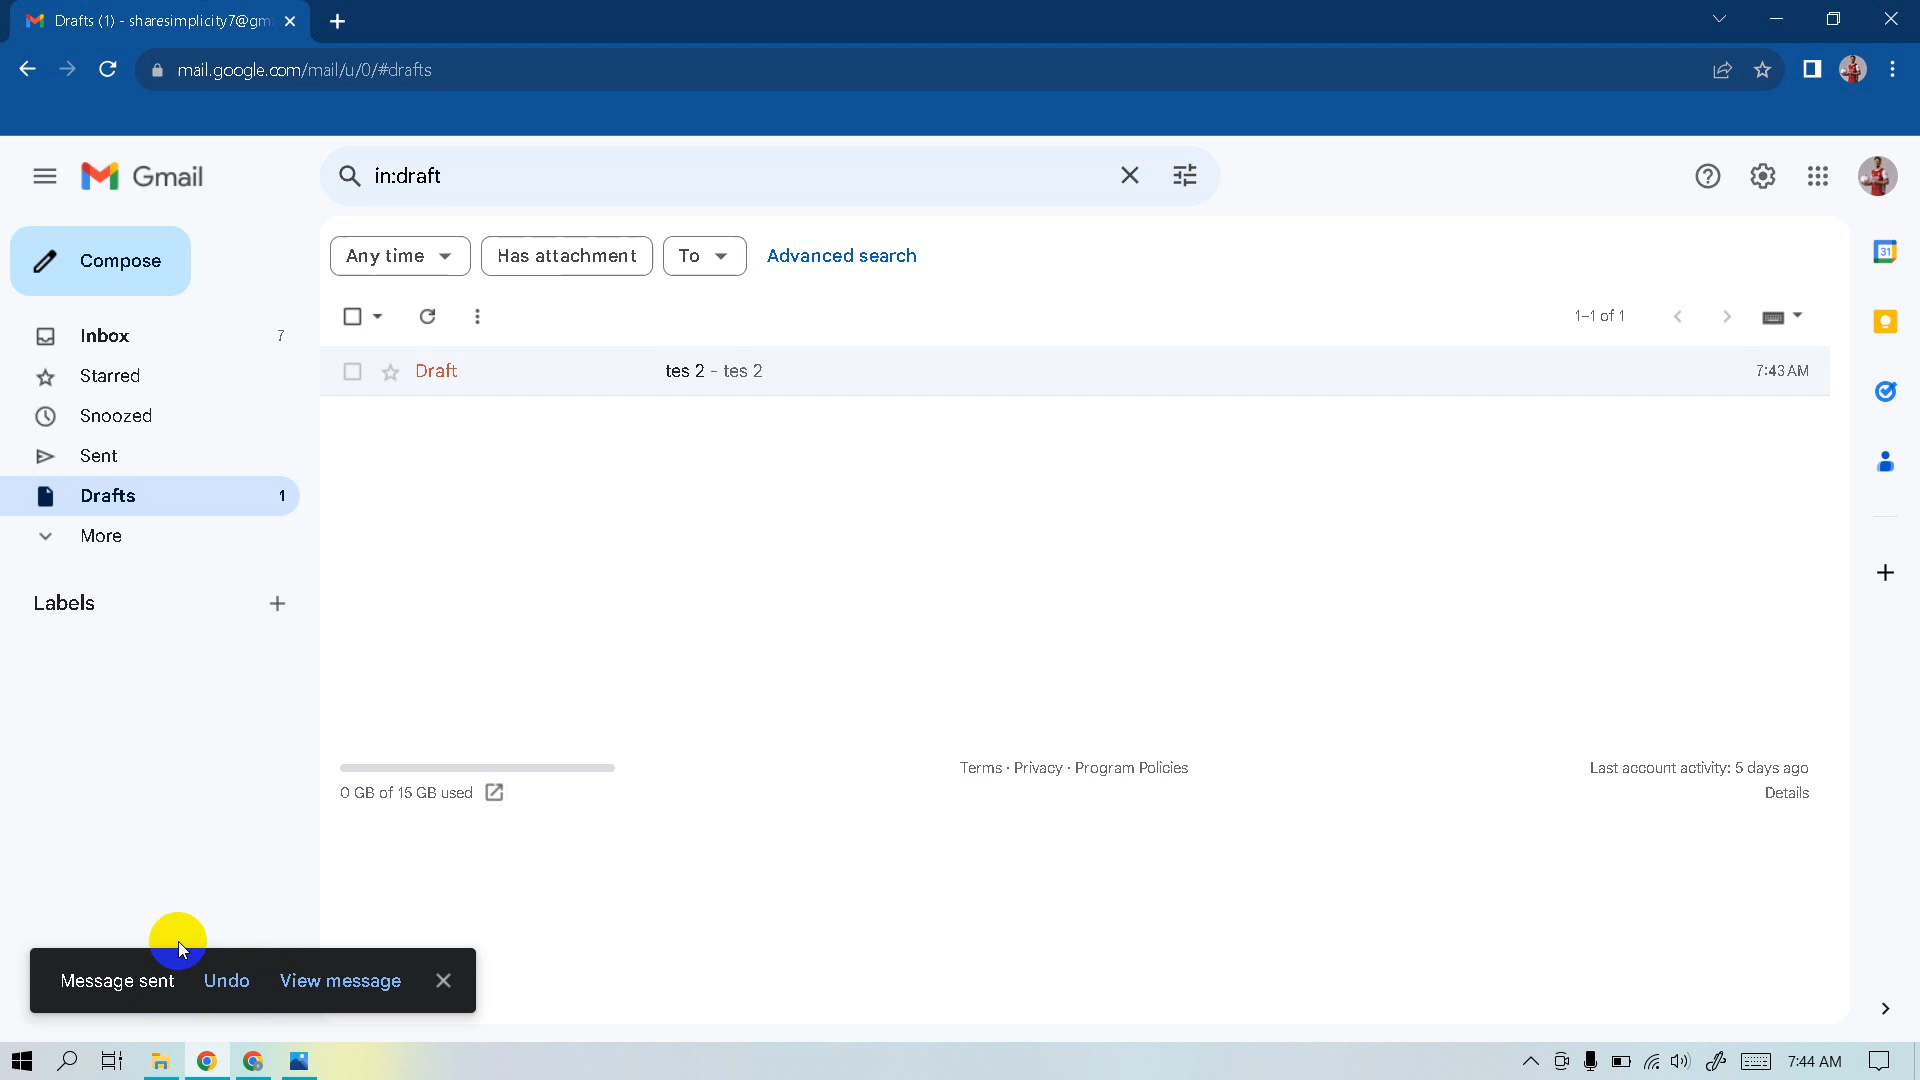 Drafts (1) - sharesimplicity7@gm
mail.google.com/mail/u/0/#drafts
Gmail
in:draft
Compose
Any time
Has attachment
To
Advanced search
31
Inbox 7
1–1 of 1
Starred
Draft
tes 2 - tes 2
7:43 AM
Snoozed
Sent
Drafts 1
More
Labels
Terms · Privacy · Program Policies
Last account activity: 5 days ago
0 GB of 15 GB used
Details
Message sent
Undo
View message
7:44 AM